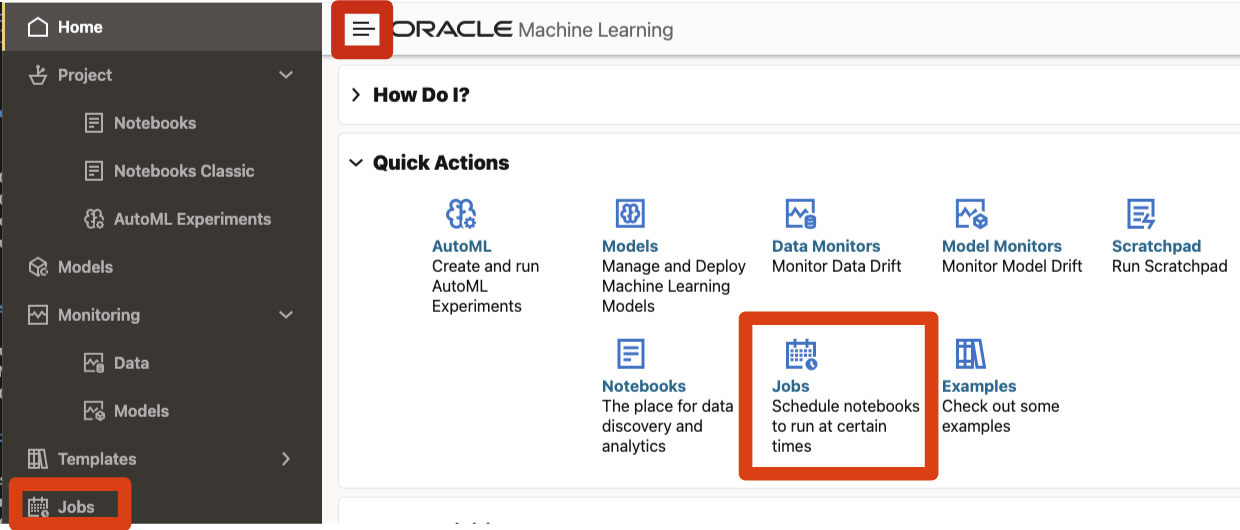 Home
Project
Notebooks
Notebooks Classic
AutoML Experiments
Models
Monitoring
Data
Models
Templates
Jobs
ORACLE Machine Learning
How Do I?
Quick Actions
AutoML
Create and run
AutoML
Experiments
Models
Manage and Deploy
Machine Learning
Models
Data Monitors
Monitor Data Drift
Model Monitors
Monitor Model Drift
Scratchpad
Run Scratchpad
Notebooks
The place for data
discovery and
analytics
Jobs
Schedule notebooks
to run at certain
times
Examples
Check out some
examples